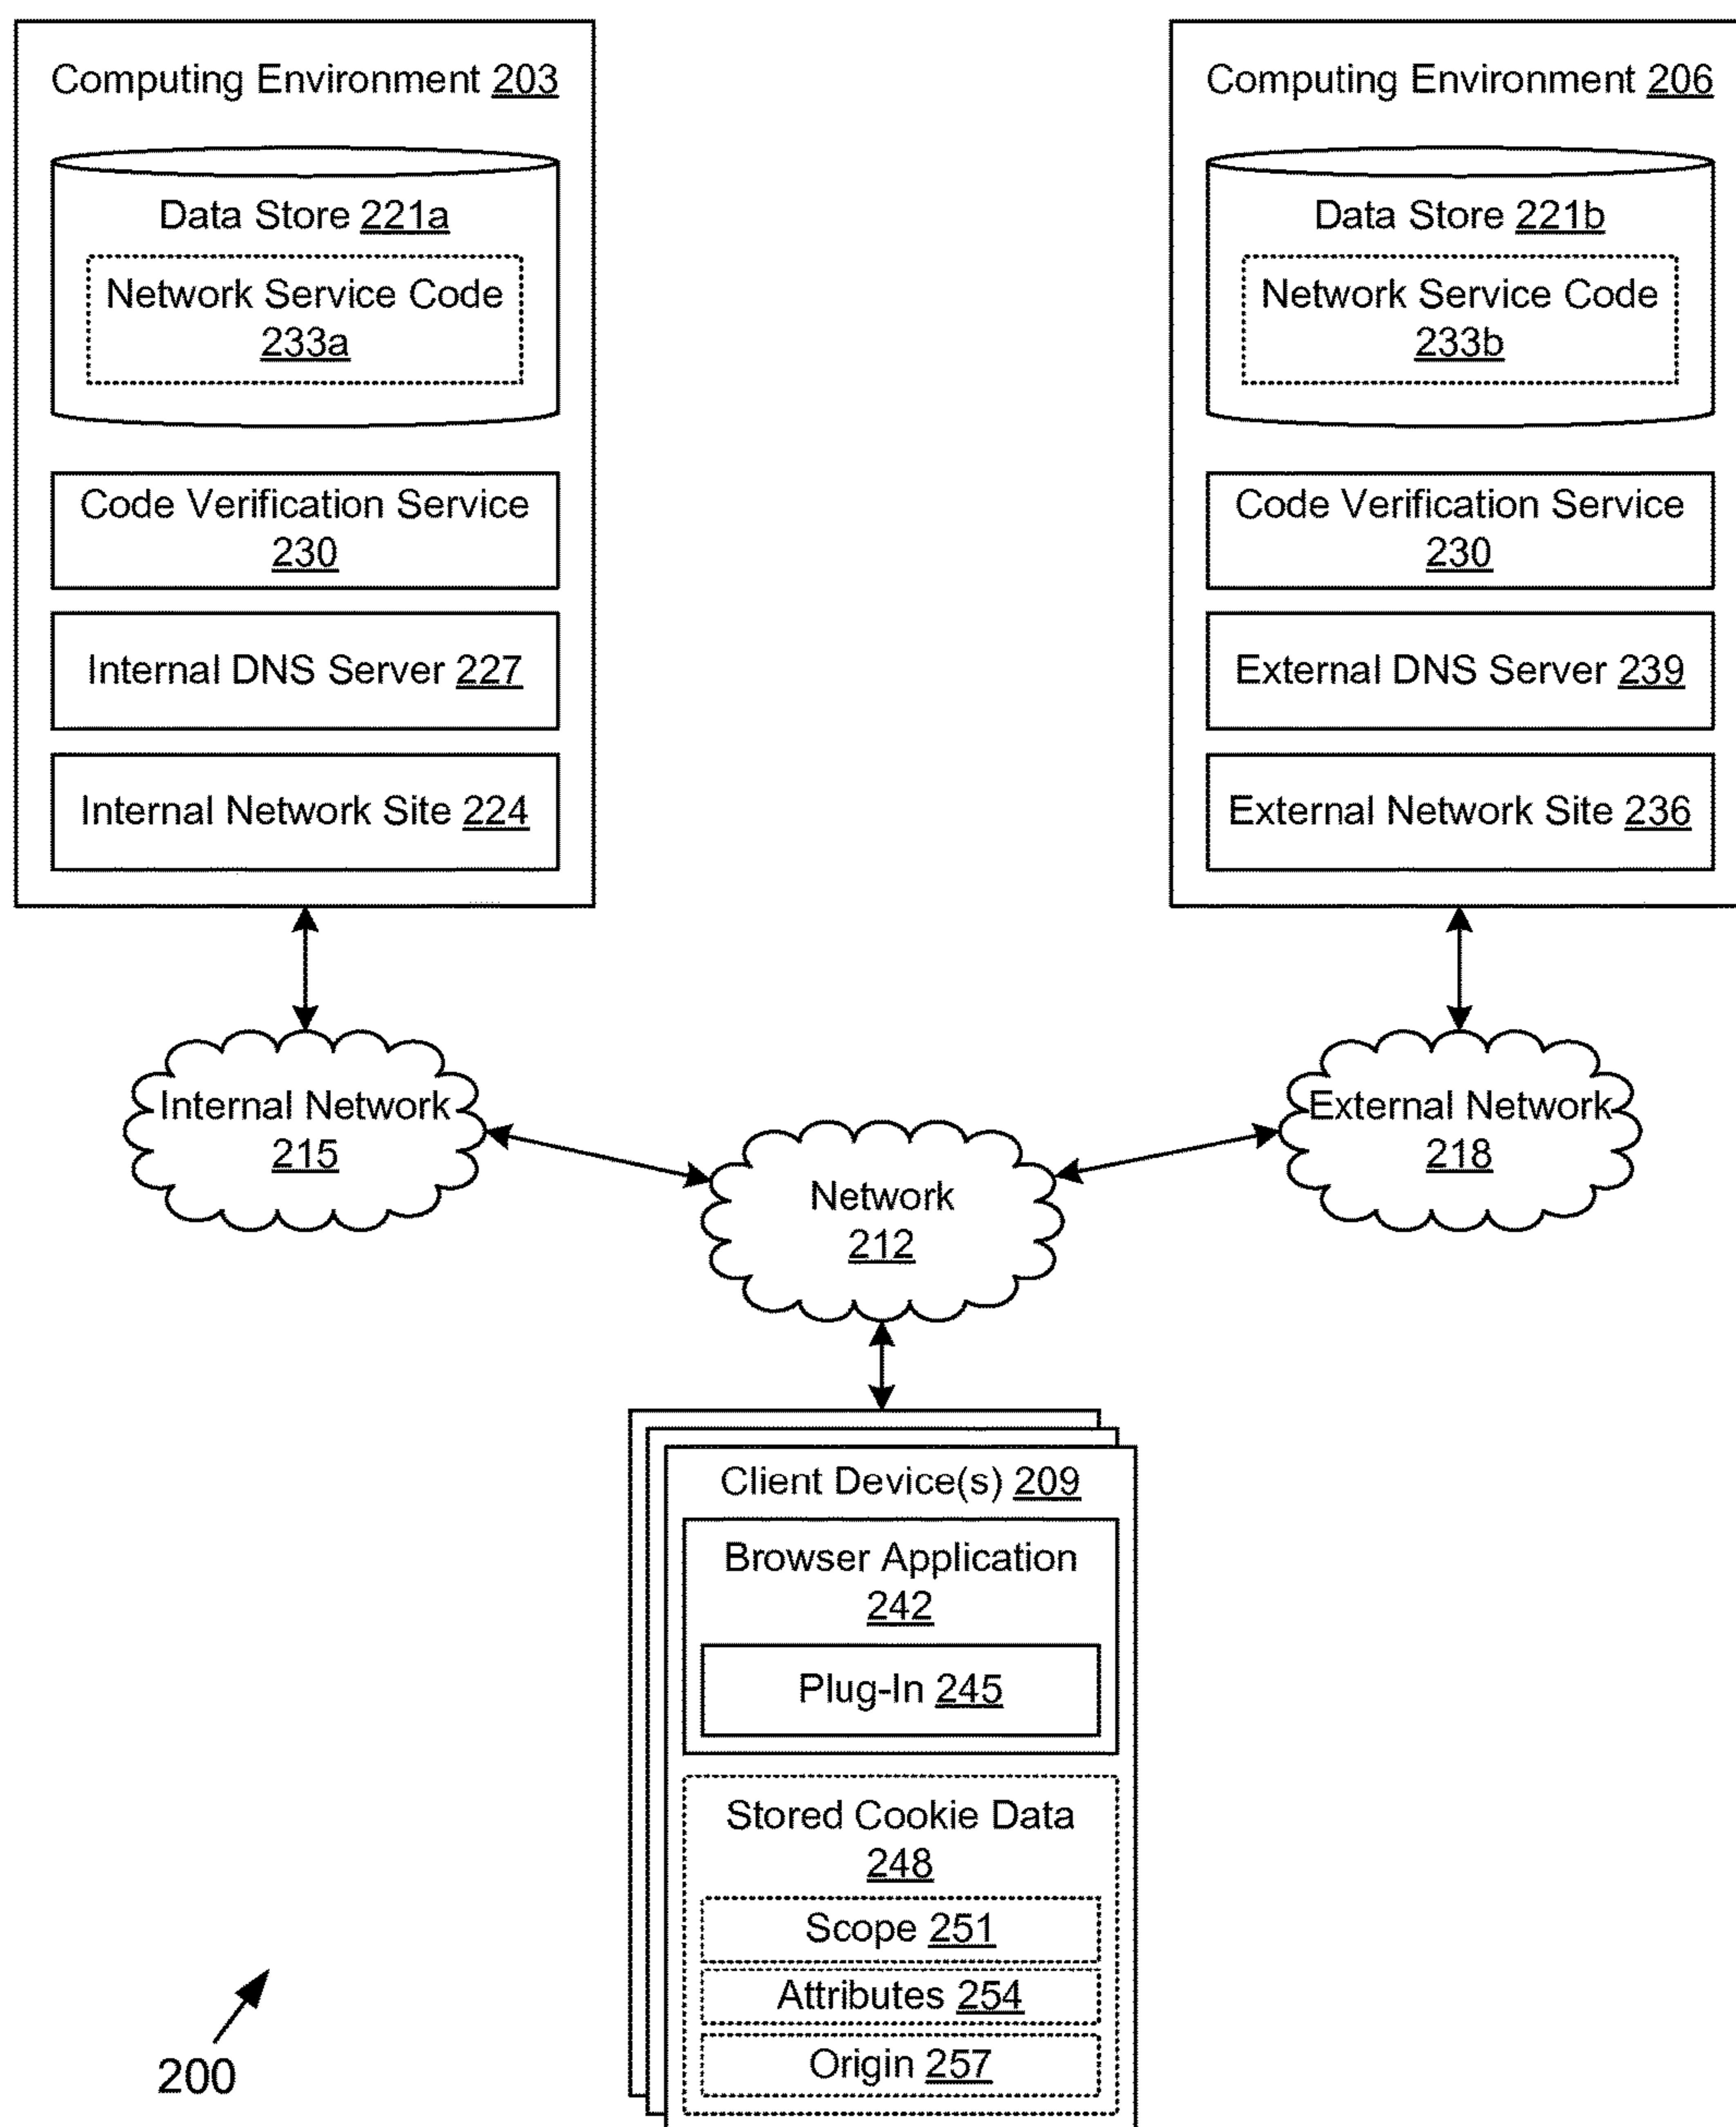 Computing Environment 203
Data Store 221a
Network Service Code
233a
Code Verification Service
230
Internal DNS Server 227
Internal Network Site 224
Computing Environment 206
Data Store 221b
Network Service Code
233b
Code Verification Service
230
External DNS Server 239
External Network Site 236
Internal Network
215
Network
212
External Network
218
Client Device(s) 209
Browser Application
242
Plug-In 245
Stored Cookie Data
248
Scope 251
Attributes 254
Origin 257
200